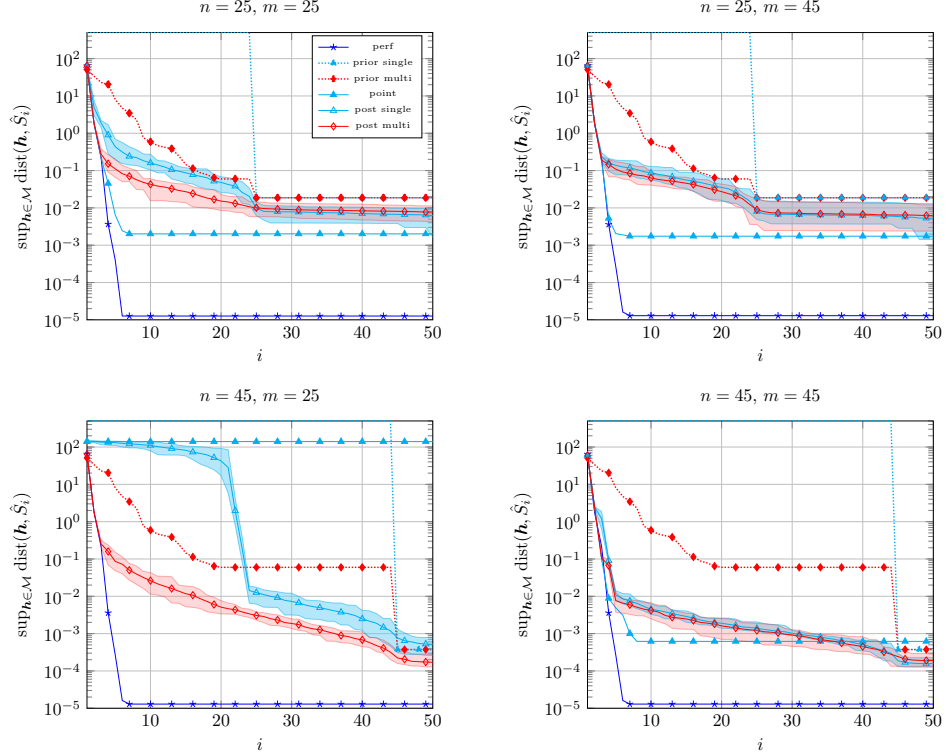 n = 25, m = 25
n = 25, m = 45
10^2
10^1
10^0
10^−1
10^−2
10^−3
10^−4
10^−5
sup_{h∈M} dist(h, Ŝ_i)
perf
prior single
prior multi
point
post single
post multi
10 20 30 40 50
i
10^2
10^1
10^0
10^−1
10^−2
10^−3
10^−4
10^−5
sup_{h∈M} dist(h, Ŝ_i)
10 20 30 40 50
i
n = 45, m = 25
n = 45, m = 45
10^2
10^1
10^0
10^−1
10^−2
10^−3
10^−4
10^−5
sup_{h∈M} dist(h, Ŝ_i)
10 20 30 40 50
i
10^2
10^1
10^0
10^−1
10^−2
10^−3
10^−4
10^−5
sup_{h∈M} dist(h, Ŝ_i)
10 20 30 40 50
i